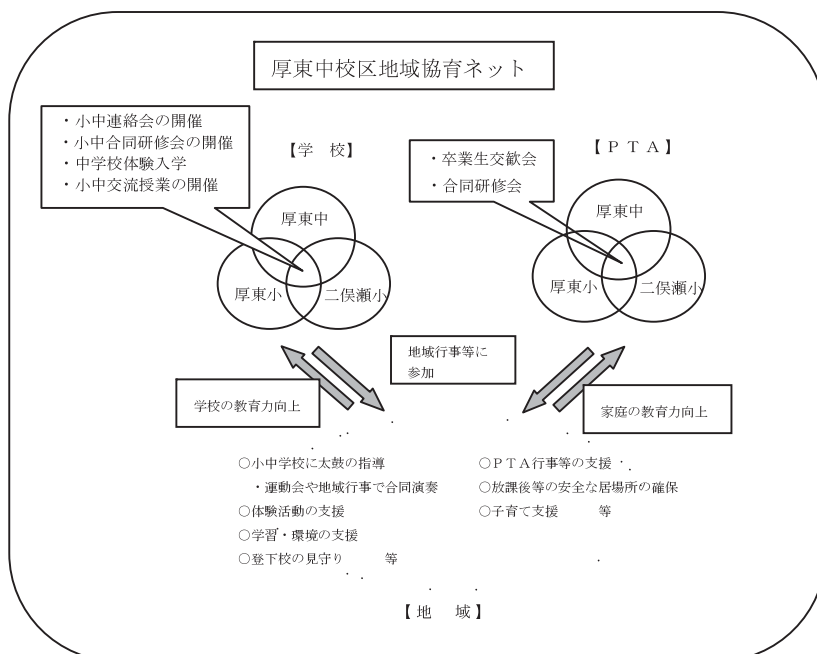 厚東中校区地域協育ネット
・小中連絡会の開催
・小中合同研修会の開催
・中学校体験入学
・小中交流授業の開催
【学　校】
【ＰＴＡ】
・卒業生交歓会
・合同研修会
厚東中
厚東小
二俣瀬小
厚東中
厚東小
二俣瀬小
地域行事等に
参加
学校の教育力向上
家庭の教育力向上
○小中学校に太鼓の指導
・運動会や地域行事で合同演奏
○体験活動の支援
○学習・環境の支援
○登下校の見守り　　等
○ＰＴＡ行事等の支援
○放課後等の安全な居場所の確保
○子育て支援　　等
【地　域】